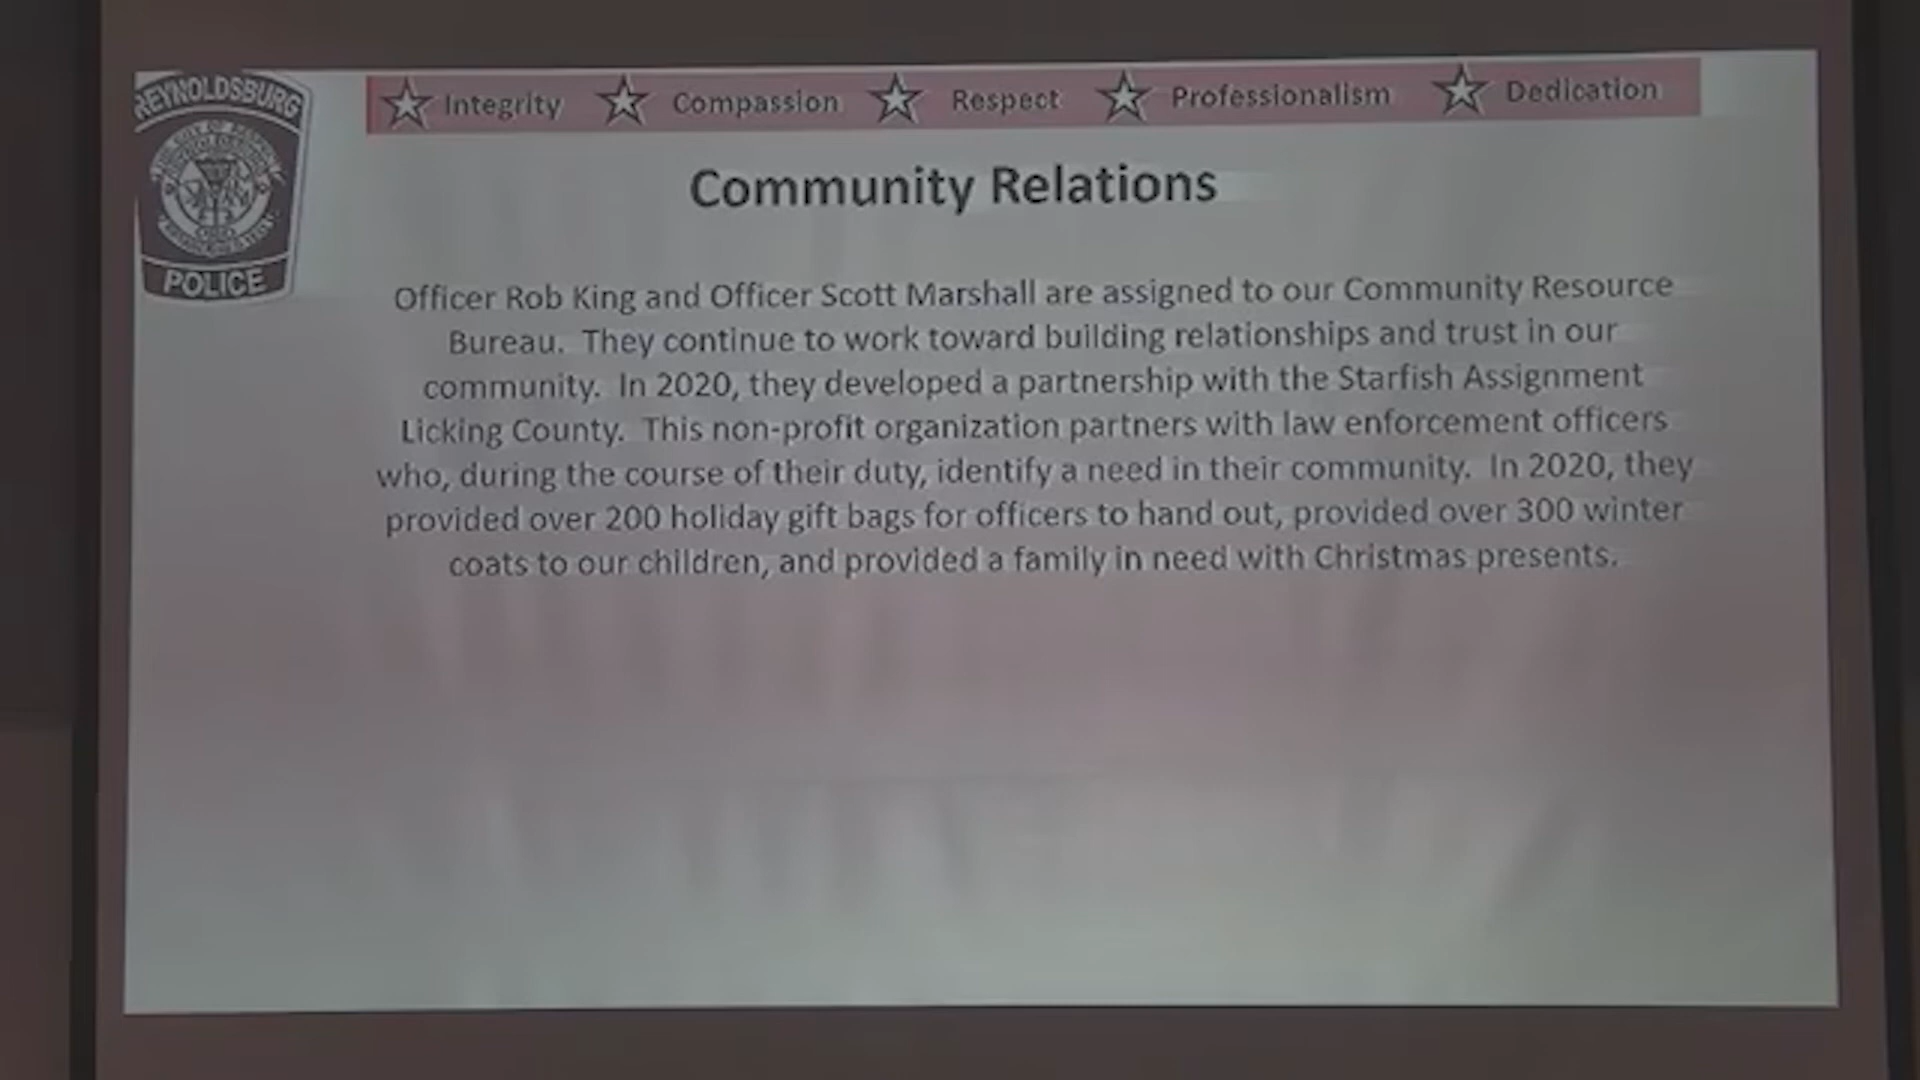 REYNOLDSBURG
POLICE
Integrity Compassion Respect Professionalism Dedication
Community Relations
Officer Rob King and Officer Scott Marshall are assigned to our Community Resource
Bureau. They continue to work toward building relationships and trust in our
community. In 2020, they developed a partnership with the Starfish Assignment
Licking County. This non-profit organization partners with law enforcement officers
who, during the course of their duty, identify a need in their community. In 2020, they
provided over 200 holiday gift bags for officers to hand out, provided over 300 winter
coats to our children, and provided a family in need with Christmas presents.